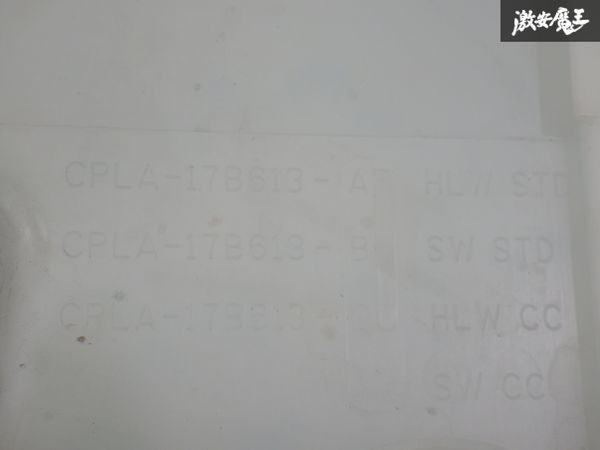 激安魔王
CPLA-17B613- HLW STD
CPLA-17B613-B SW STD
CPLA-17B613- HLW CC
SW CC